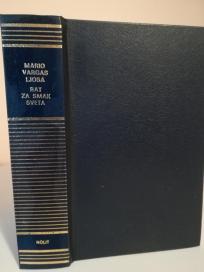 MARIO
VARGAS
LJOSA
RAT
ZA SMAK
SVETA
NOLIT